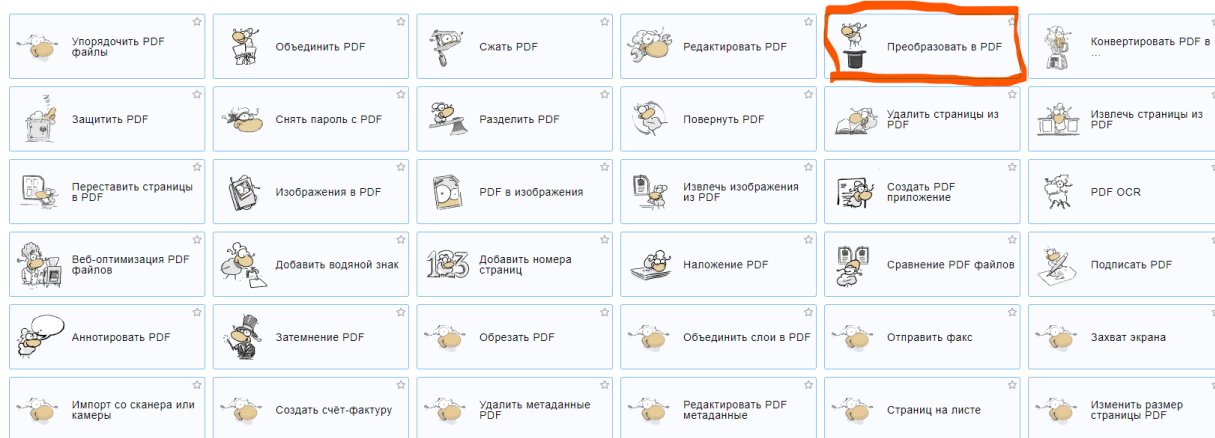 Упорядочить PDF
файлы
Объединить PDF
Сжать PDF
Редактировать PDF
Преобразовать в PDF
Конвертировать PDF в
...
Защитить PDF
Снять пароль с PDF
Разделить PDF
Повернуть PDF
Удалить страницы из
PDF
Извлечь страницы из
PDF
Переставить страницы
в PDF
Изображения в PDF
PDF в изображения
Извлечь изображения
из PDF
Создать PDF
приложение
PDF OCR
Веб-оптимизация PDF
файлов
Добавить водяной знак
123
Добавить номера
страниц
Наложение PDF
Сравнение PDF файлов
Подписать PDF
Аннотировать PDF
Затемнение PDF
Обрезать PDF
Объединить слои в PDF
Отправить факс
Захват экрана
Импорт со сканера или
камеры
Создать счёт-фактуру
Удалить метаданные
PDF
Редактировать PDF
метаданные
Страниц на листе
Изменить размер
страницы PDF